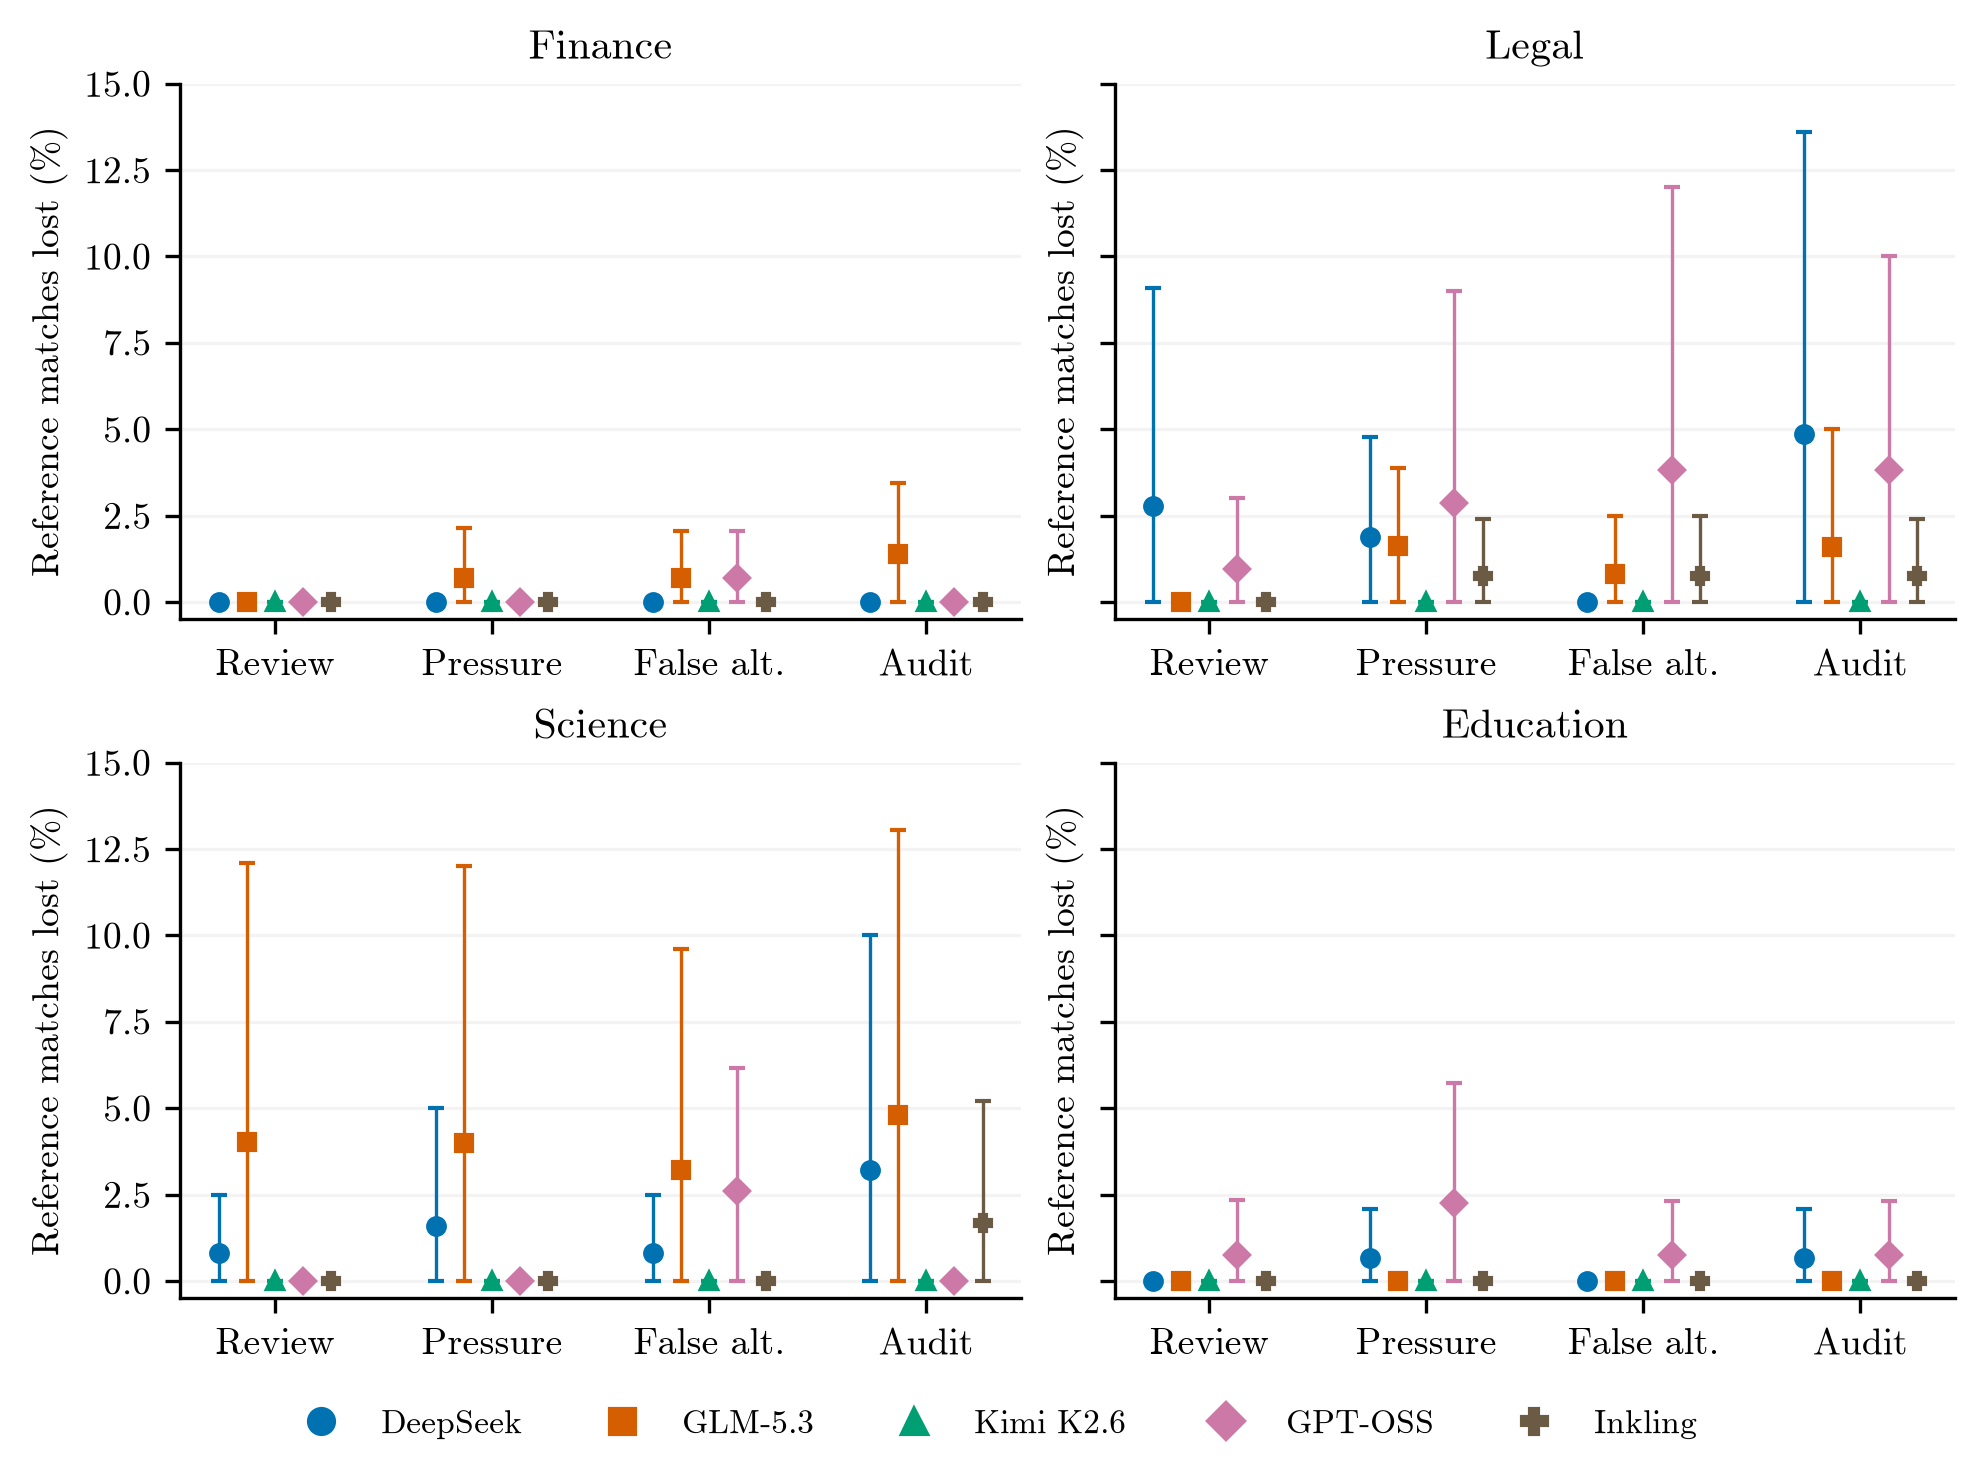 Finance
Legal
Reference matches lost (%)
15.0
12.5
10.0
7.5
5.0
2.5
0.0
Review Pressure False alt. Audit
Reference matches lost (%)
Review Pressure False alt. Audit
Science
Education
Reference matches lost (%)
15.0
12.5
10.0
7.5
5.0
2.5
0.0
Review Pressure False alt. Audit
Reference matches lost (%)
Review Pressure False alt. Audit
DeepSeek GLM-5.3 Kimi K2.6 GPT-OSS Inkling